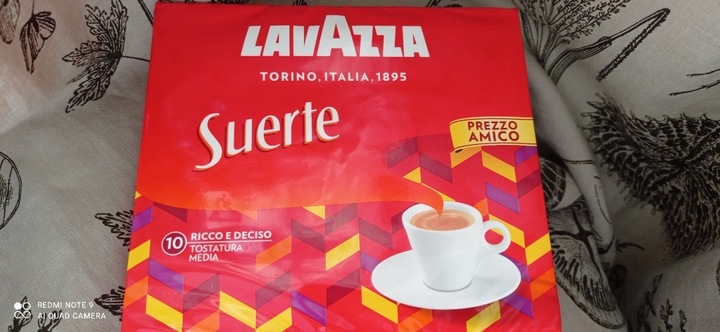 LAVAZZA
TORINO, ITALIA, 1895
Suerte
PREZZO
AMICO
10 RICCO E DECISO
TOSTATURA
MEDIA
REDMI NOTE 9
AI QUAD CAMERA